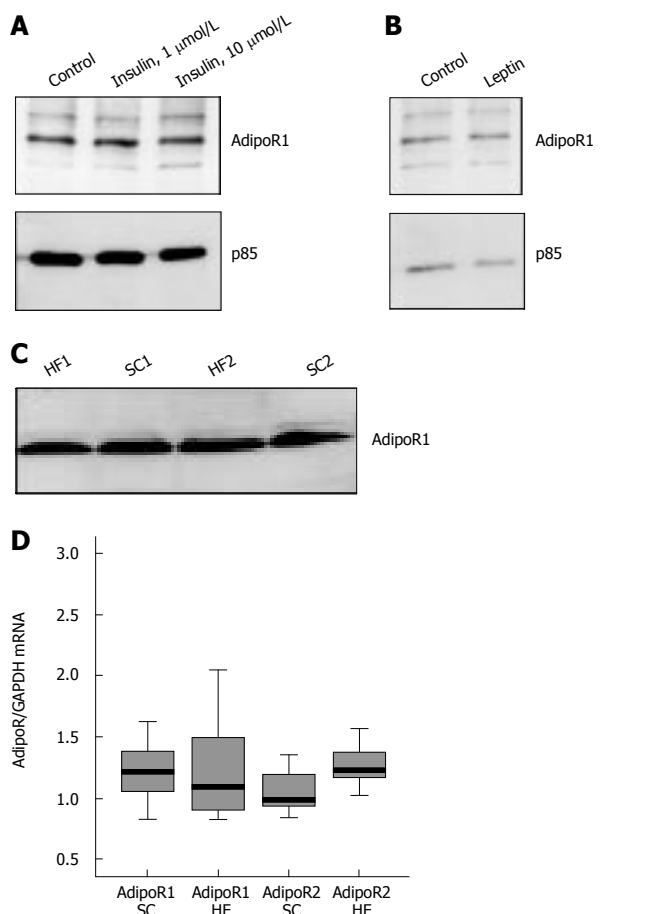 A
Control
Insulin, 1 μmol/L
Insulin, 10 μmol/L
AdipoR1
p85
B
Control
Leptin
AdipoR1
p85
C
HF1
SC1
HF2
SC2
AdipoR1
D
AdipoR/GAPDH mRNA
3.0
2.5
2.0
1.5
1.0
0.5
AdipoR1
SC
AdipoR1
HF
AdipoR2
SC
AdipoR2
HF